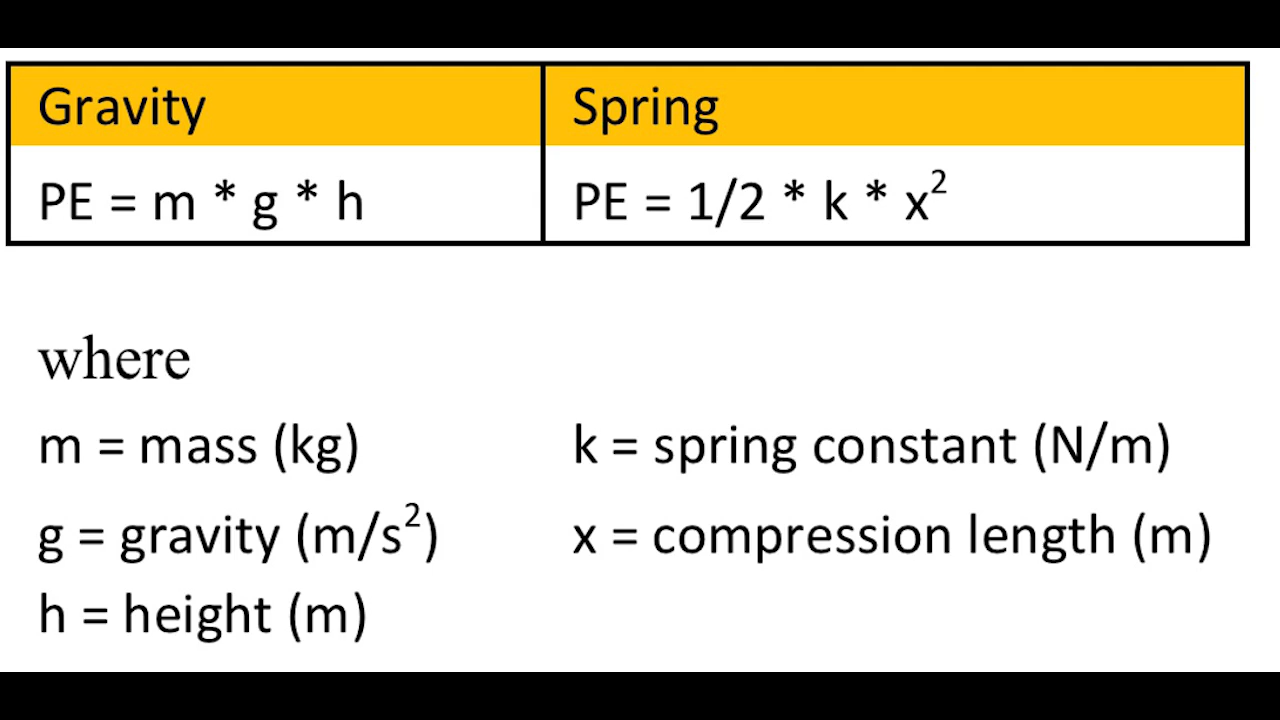 Gravity
Spring
PE = m * g * h
PE = 1/2 * k * x²
where
m = mass (kg)
k = spring constant (N/m)
g = gravity (m/s²)
x = compression length (m)
h = height (m)